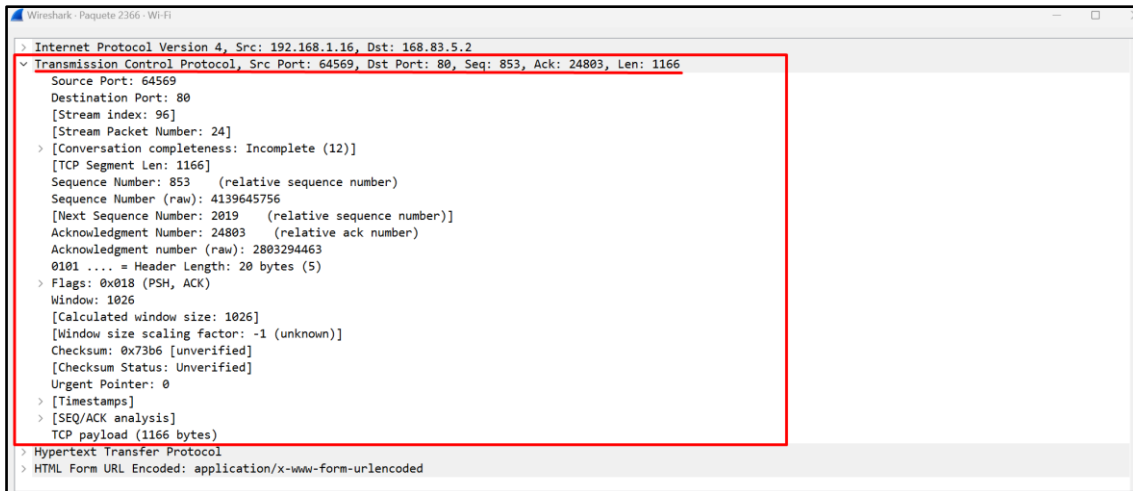 Wireshark · Paquete 2366 · Wi-Fi
> Internet Protocol Version 4, Src: 192.168.1.16, Dst: 168.83.5.2
Transmission Control Protocol, Src Port: 64569, Dst Port: 80, Seq: 853, Ack: 24803, Len: 1166
Source Port: 64569
Destination Port: 80
[Stream index: 96]
[Stream Packet Number: 24]
> [Conversation completeness: Incomplete (12)]
[TCP Segment Len: 1166]
Sequence Number: 853    (relative sequence number)
Sequence Number (raw): 4139645756
[Next Sequence Number: 2019    (relative sequence number)]
Acknowledgment Number: 24803    (relative ack number)
Acknowledgment number (raw): 2803294463
0101 .... = Header Length: 20 bytes (5)
> Flags: 0x018 (PSH, ACK)
Window: 1026
[Calculated window size: 1026]
[Window size scaling factor: -1 (unknown)]
Checksum: 0x73b6 [unverified]
[Checksum Status: Unverified]
Urgent Pointer: 0
> [Timestamps]
> [SEQ/ACK analysis]
TCP payload (1166 bytes)
> Hypertext Transfer Protocol
> HTML Form URL Encoded: application/x-www-form-urlencoded